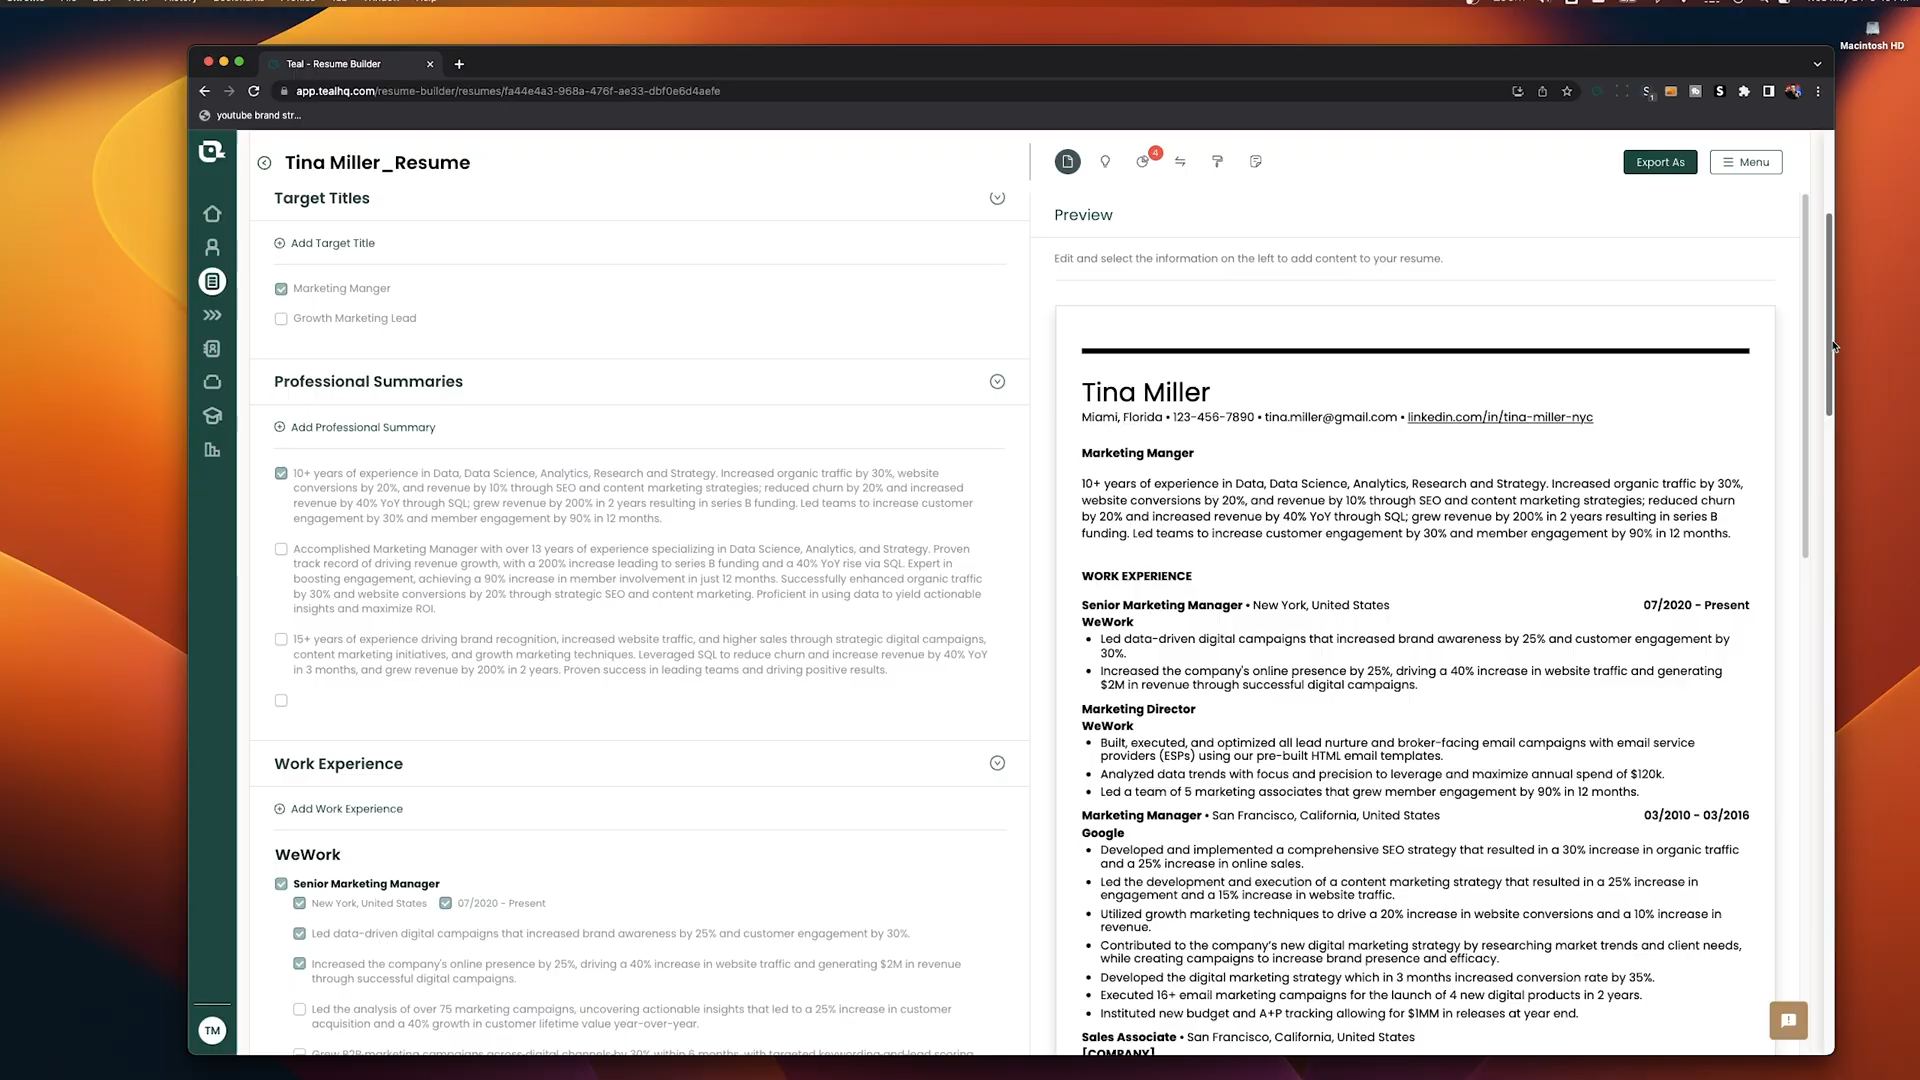 Macintosh HD
Teal - Resume Builder
app.tealhq.com/resume-builder/resumes/fa44e4a3-968a-476f-ae33-dbf0e6d4aefe
youtube brand str...
Tina Miller_Resume
4
Export As
Menu
Target Titles
Add Target Title
Marketing Manger
Growth Marketing Lead
Professional Summaries
Add Professional Summary
10+ years of experience in Data, Data Science, Analytics, Research and Strategy. Increased organic traffic by 30%, website
conversions by 20%, and revenue by 10% through SEO and content marketing strategies; reduced churn by 20% and increased
revenue by 40% YoY through SQL; grew revenue by 200% in 2 years resulting in series B funding. Led teams to increase customer
engagement by 30% and member engagement by 90% in 12 months.
Accomplished Marketing Manager with over 13 years of experience specializing in Data Science, Analytics, and Strategy. Proven
track record of driving revenue growth, with a 200% increase leading to series B funding and a 40% YoY rise via SQL. Expert in
boosting engagement, achieving a 90% increase in member involvement in just 12 months. Successfully enhanced organic traffic
by 30% and website conversions by 20% through strategic SEO and content marketing. Proficient in using data to yield actionable
insights and maximize ROI.
15+ years of experience driving brand recognition, increased website traffic, and higher sales through strategic digital campaigns,
content marketing initiatives, and growth marketing techniques. Leveraged SQL to reduce churn and increase revenue by 40% YoY
in 3 months, and grew revenue by 200% in 2 years. Proven success in leading teams and driving positive results.
Work Experience
Add Work Experience
WeWork
Senior Marketing Manager
New York, United States 07/2020 - Present
Led data-driven digital campaigns that increased brand awareness by 25% and customer engagement by 30%.
Increased the company's online presence by 25%, driving a 40% increase in website traffic and generating $2M in revenue
through successful digital campaigns.
Led the analysis of over 75 marketing campaigns, uncovering actionable insights that led to a 25% increase in customer
acquisition and a 40% growth in customer lifetime value year-over-year.
Grew B2B marketing campaigns across digital channels by 30% within 6 months, with targeted keywording and lead scoring
TM
Preview
Edit and select the information on the left to add content to your resume.
Tina Miller
Miami, Florida • 123-456-7890 • tina.miller@gmail.com • linkedin.com/in/tina-miller-nyc
Marketing Manger
10+ years of experience in Data, Data Science, Analytics, Research and Strategy. Increased organic traffic by 30%,
website conversions by 20%, and revenue by 10% through SEO and content marketing strategies; reduced churn
by 20% and increased revenue by 40% YoY through SQL; grew revenue by 200% in 2 years resulting in series B
funding. Led teams to increase customer engagement by 30% and member engagement by 90% in 12 months.
WORK EXPERIENCE
Senior Marketing Manager • New York, United States 07/2020 - Present
WeWork
• Led data-driven digital campaigns that increased brand awareness by 25% and customer engagement by
30%.
• Increased the company's online presence by 25%, driving a 40% increase in website traffic and generating
$2M in revenue through successful digital campaigns.
Marketing Director
WeWork
• Built, executed, and optimized all lead nurture and broker-facing email campaigns with email service
providers (ESPs) using our pre-built HTML email templates.
• Analyzed data trends with focus and precision to leverage and maximize annual spend of $120k.
• Led a team of 5 marketing associates that grew member engagement by 90% in 12 months.
Marketing Manager • San Francisco, California, United States 03/2010 - 03/2016
Google
• Developed and implemented a comprehensive SEO strategy that resulted in a 30% increase in organic traffic
and a 25% increase in online sales.
• Led the development and execution of a content marketing strategy that resulted in a 25% increase in
engagement and a 15% increase in website traffic.
• Utilized growth marketing techniques to drive a 20% increase in website conversions and a 10% increase in
revenue.
• Contributed to the company's new digital marketing strategy by researching market trends and client needs,
while creating campaigns to increase brand presence and efficacy.
• Developed the digital marketing strategy which in 3 months increased conversion rate by 35%.
• Executed 16+ email marketing campaigns for the launch of 4 new digital products in 2 years.
• Instituted new budget and A+P tracking allowing for $1MM in releases at year end.
Sales Associate • San Francisco, California, United States
[COMPANY]